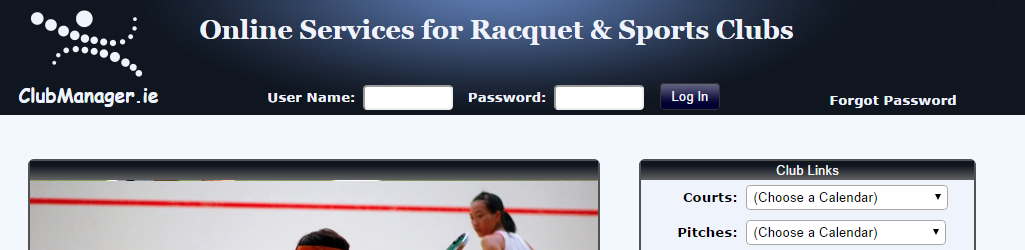 Online Services for Racquet & Sports Clubs
ClubManager.ie
User Name:
Password:
Log In
Forgot Password
Club Links
Courts: (Choose a Calendar)
Pitches: (Choose a Calendar)